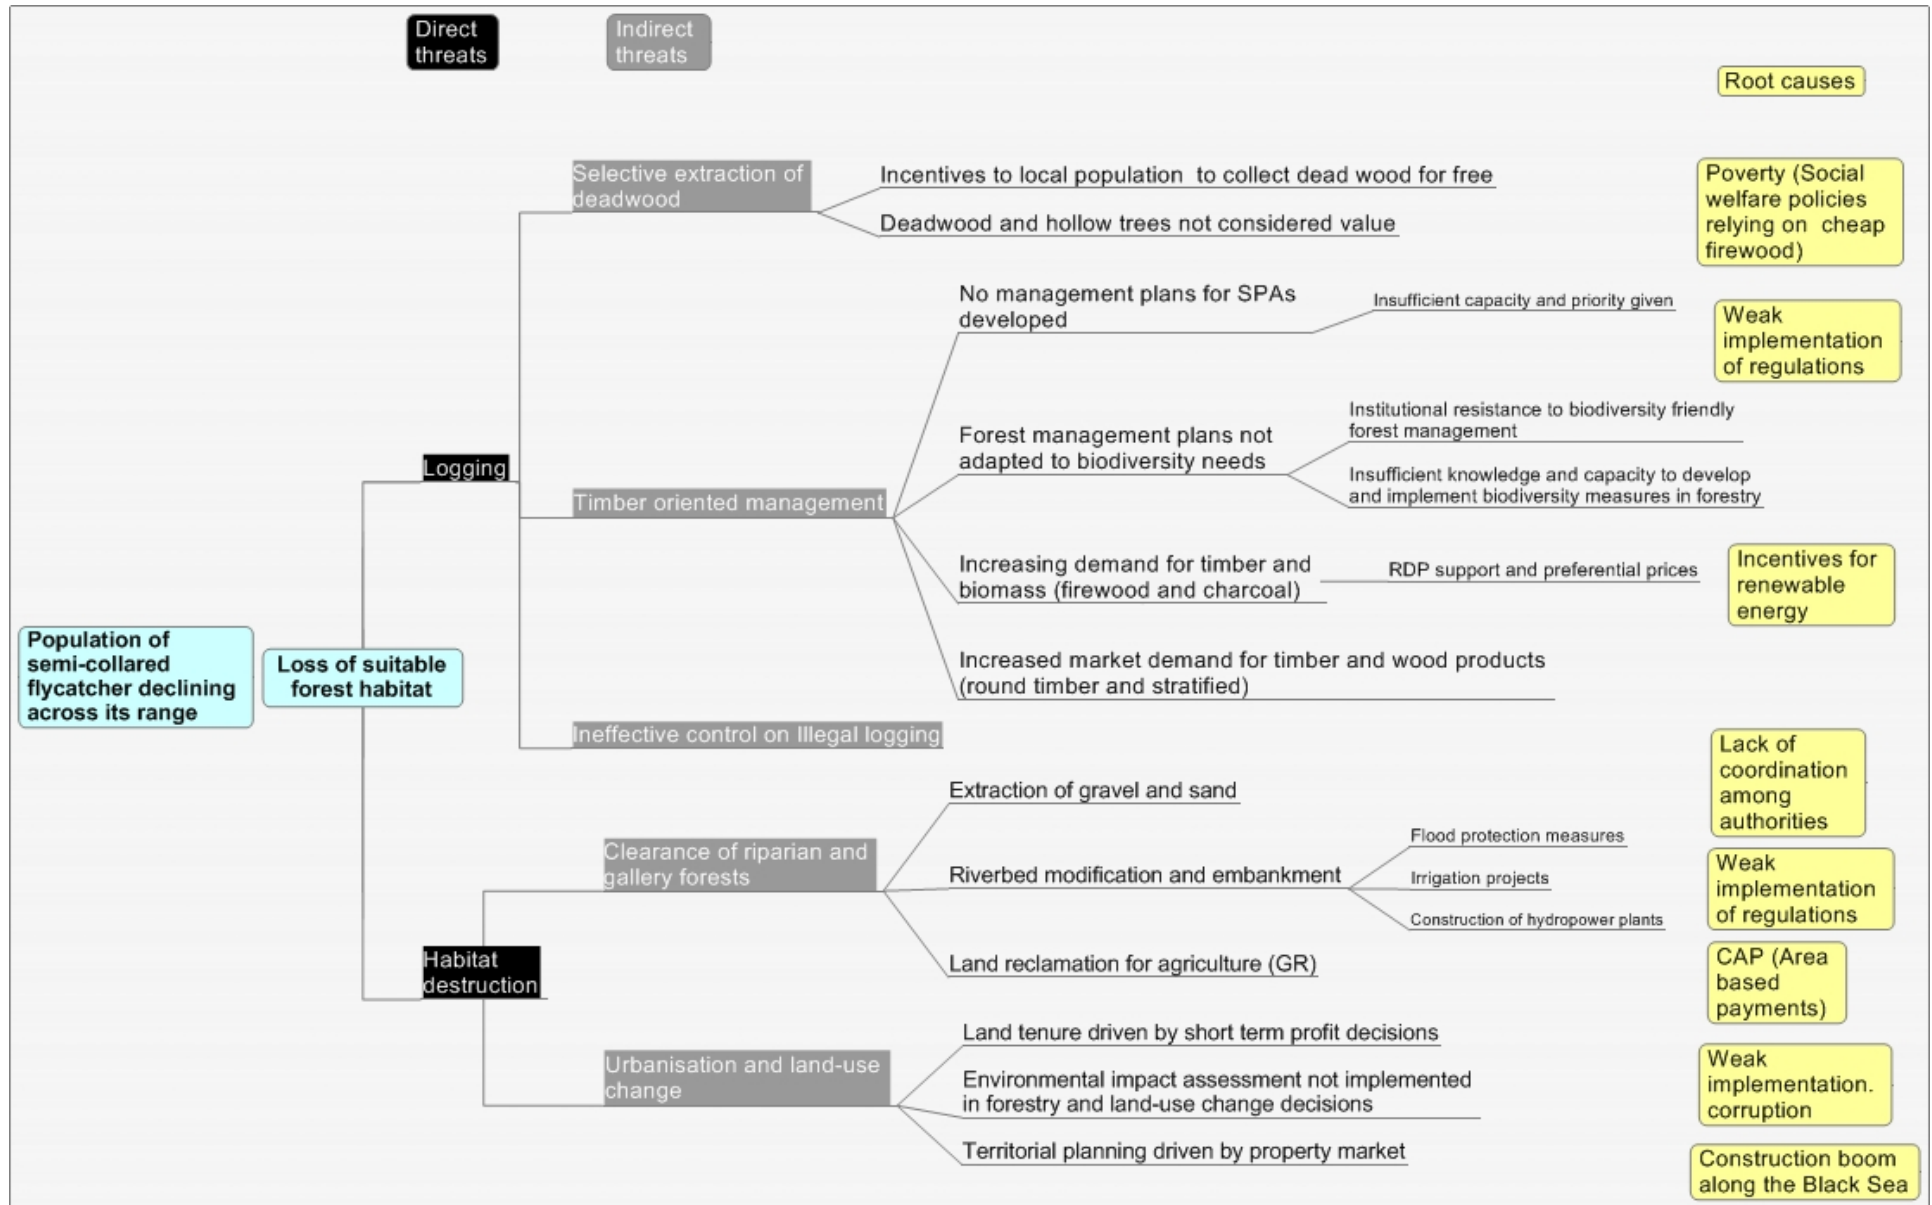 Direct
threats
Indirect
threats
Root causes
Selective extraction of
deadwood
Incentives to local population  to collect dead wood for free
Deadwood and hollow trees not considered value
Poverty (Social
welfare policies
relying on  cheap
firewood)
No management plans for SPAs
developed
Insufficient capacity and priority given
Weak
implementation
of regulations
Logging
Timber oriented management
Forest management plans not
adapted to biodiversity needs
Institutional resistance to biodiversity friendly
forest management
Insufficient knowledge and capacity to develop
and implement biodiversity measures in forestry
Increasing demand for timber and
biomass (firewood and charcoal)
RDP support and preferential prices
Incentives for
renewable
energy
Increased market demand for timber and wood products
(round timber and stratified)
Population of
semi-collared
flycatcher declining
across its range
Loss of suitable
forest habitat
Ineffective control on Illegal logging
Lack of
coordination
among
authorities
Extraction of gravel and sand
Clearance of riparian and
gallery forests
Riverbed modification and embankment
Flood protection measures
Irrigation projects
Construction of hydropower plants
Weak
implementation
of regulations
Habitat
destruction
Land reclamation for agriculture (GR)
CAP (Area
based
payments)
Urbanisation and land-use
change
Land tenure driven by short term profit decisions
Environmental impact assessment not implemented
in forestry and land-use change decisions
Territorial planning driven by property market
Weak
implementation.
corruption
Construction boom
along the Black Sea